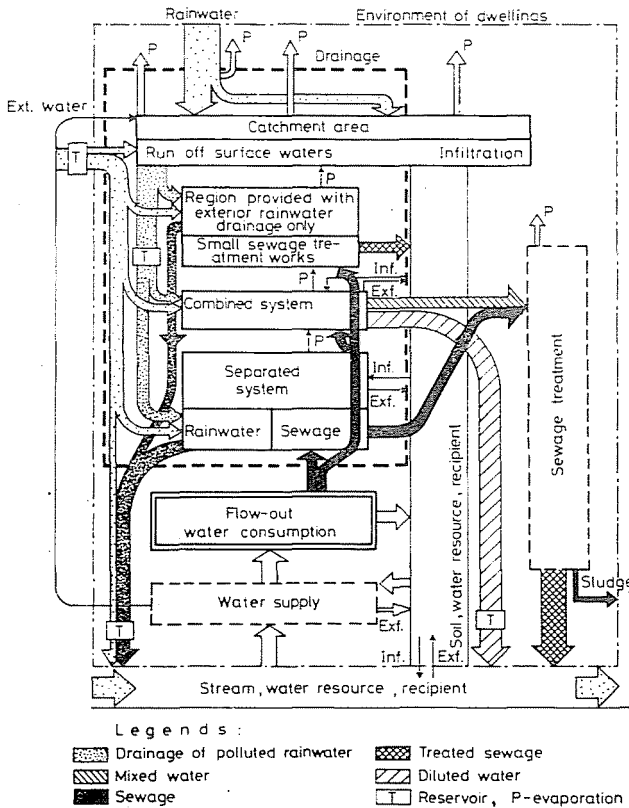 Rainwater
Environment of dwellings
P
P
P
P
Drainage
Ext. water
Catchment area
T
Run off surface waters
Infiltration
P
Region provided with
exterior rainwater
drainage only
P
T
Small sewage tre-
atment works
P
Inf.
Exf.
Combined system
P
Inf.
Separated
system
Exf.
Rainwater
Sewage
Sewage treatment
Flow-out
water consumption
Soil, water resource, recipient
Water supply
Exf.
Sludge
T
T
Inf.
Exf.
Stream, water resource, recipient
Legends:
Drainage of polluted rainwater
Treated sewage
Mixed water
Diluted water
Sewage
T Reservoir, P-evaporation